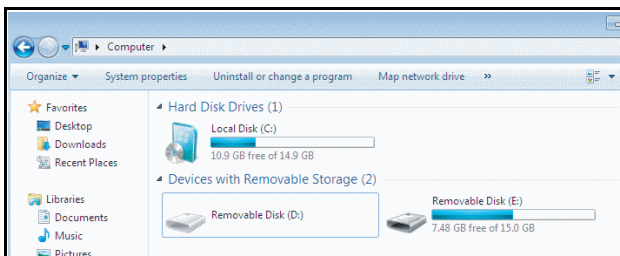 Computer
Organize System properties Uninstall or change a program Map network drive »
Favorites
Desktop
Downloads
Recent Places
Libraries
Documents
Music
Pictures
Hard Disk Drives (1)
Local Disk (C:)
10.9 GB free of 14.9 GB
Devices with Removable Storage (2)
Removable Disk (D:)
Removable Disk (E:)
7.48 GB free of 15.0 GB